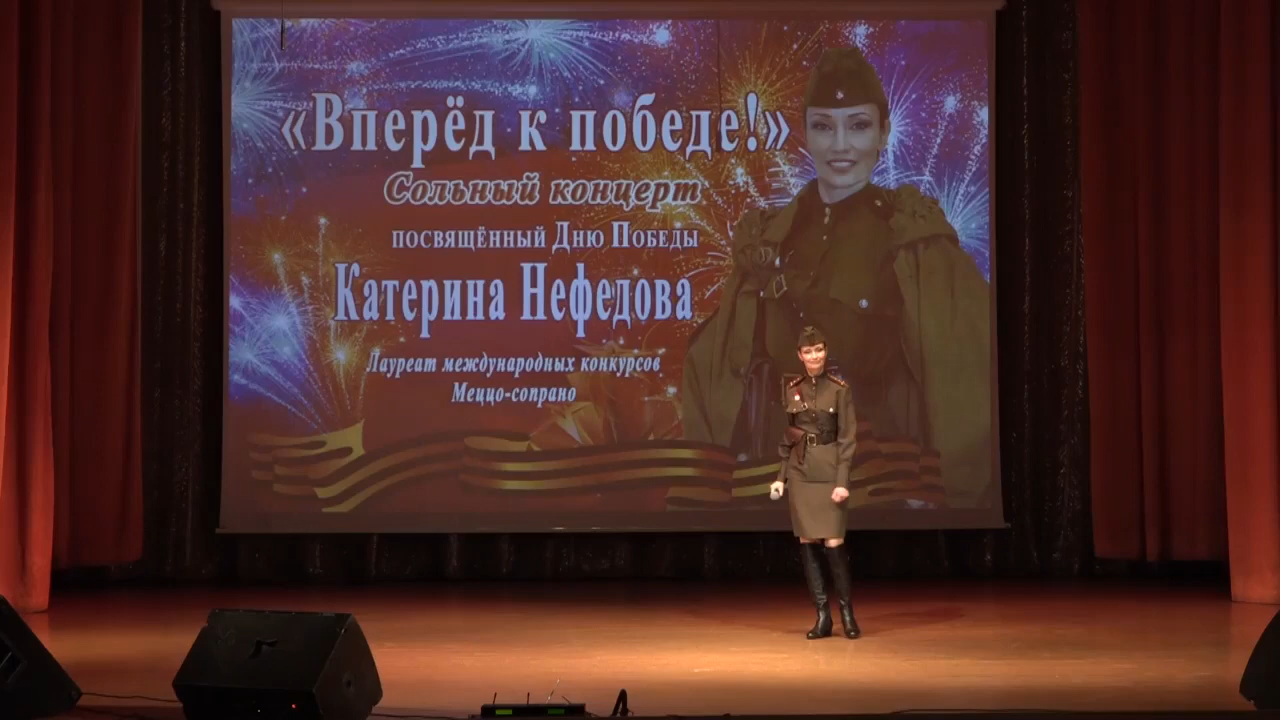 «Вперёд к победе!»
Сольный концерт
посвящённый Дню Победы
Катерина Нефедова
Лауреат международных конкурсов
Меццо-сопрано